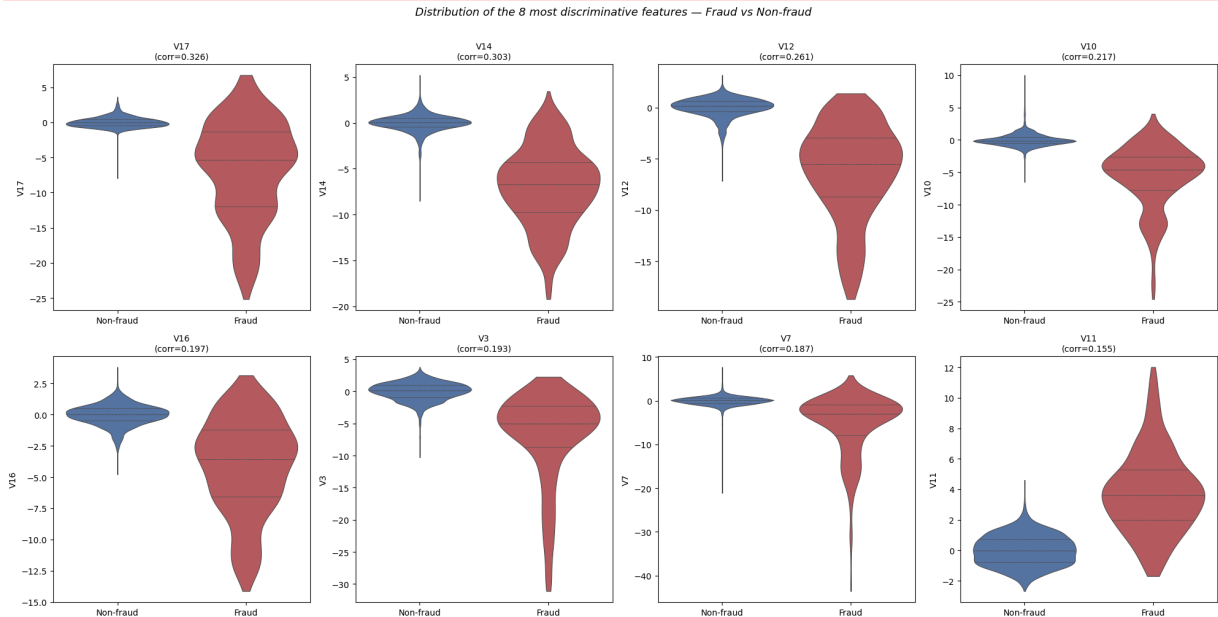 Distribution of the 8 most discriminative features — Fraud vs Non-fraud
V17
(corr=0.326)
V17
5
0
−5
−10
−15
−20
−25
Non-fraud Fraud
V14
(corr=0.303)
V14
5
0
−5
−10
−15
−20
Non-fraud Fraud
V12
(corr=0.261)
V12
0
−5
−10
−15
Non-fraud Fraud
V10
(corr=0.217)
V10
10
5
0
−5
−10
−15
−20
−25
Non-fraud Fraud
V16
(corr=0.197)
V16
2.5
0.0
−2.5
−5.0
−7.5
−10.0
−12.5
−15.0
Non-fraud Fraud
V3
(corr=0.193)
V3
5
0
−5
−10
−15
−20
−25
−30
Non-fraud Fraud
V7
(corr=0.187)
V7
10
0
−10
−20
−30
−40
Non-fraud Fraud
V11
(corr=0.155)
V11
12
10
8
6
4
2
0
−2
Non-fraud Fraud